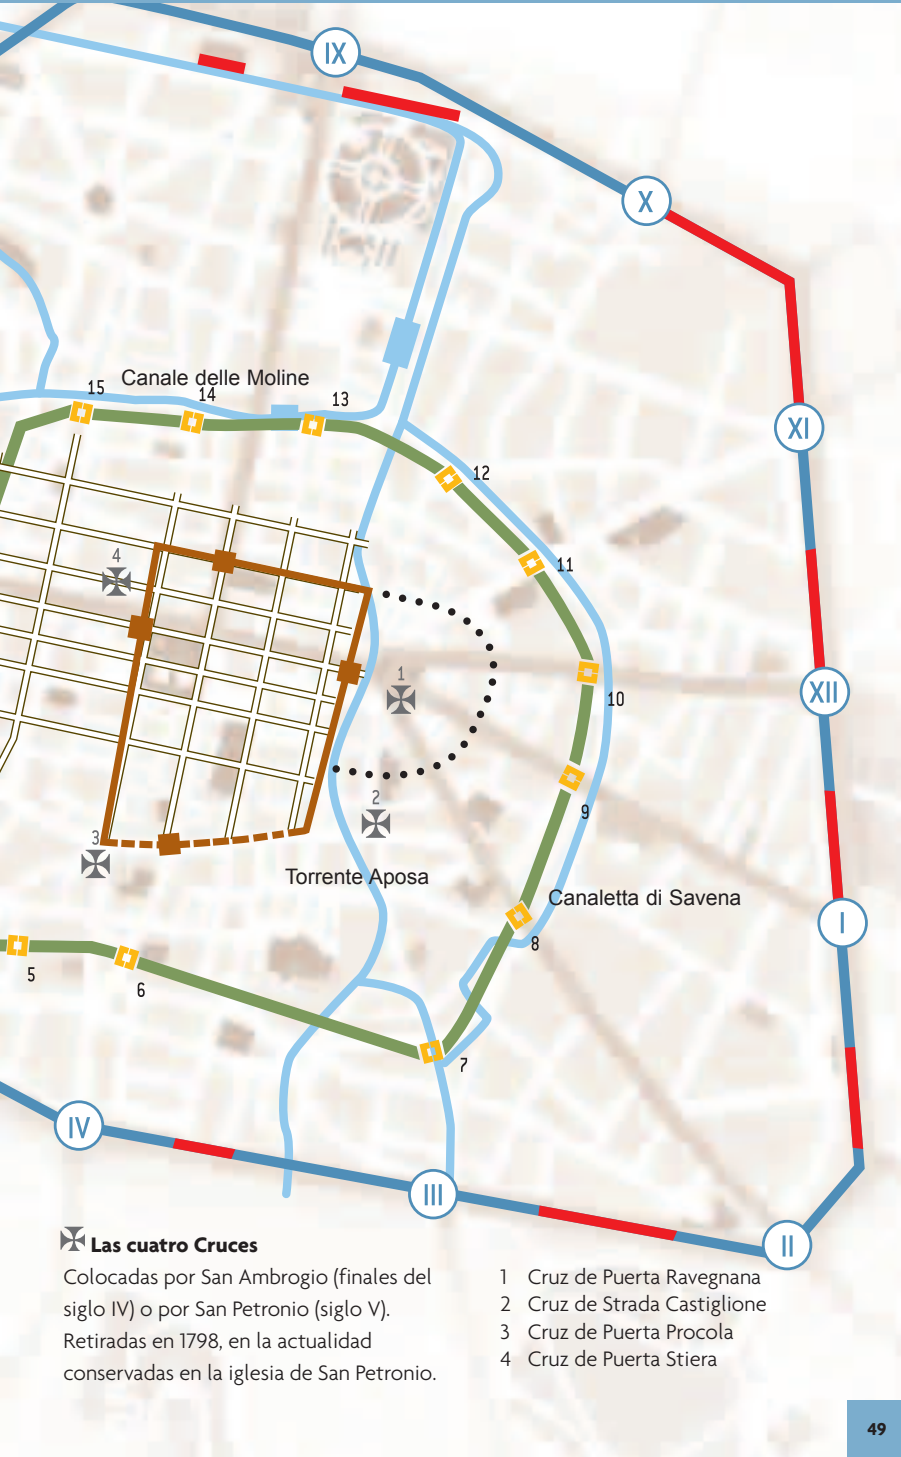 IX
X
Canale delle Moline
15
14
13
XI
12
4
11
1
10
XII
2
9
3
Torrente Aposa
Canaletta di Savena
I
8
5
6
7
IV
III
II
Las cuatro Cruces
Colocadas por San Ambrogio (finales del
siglo IV) o por San Petronio (siglo V).
Retiradas en 1798, en la actualidad
conservadas en la iglesia de San Petronio.
1 Cruz de Puerta Ravegnana
2 Cruz de Strada Castiglione
3 Cruz de Puerta Procola
4 Cruz de Puerta Stiera
49